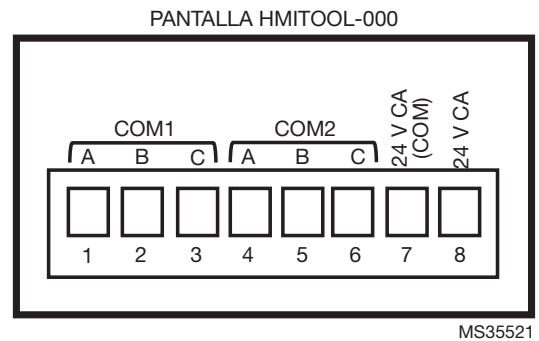 PANTALLA HMITOOL-000
COM1 COM2 24 V CA (COM) 24 V CA
A B C A B C
1 2 3 4 5 6 7 8
MS35521